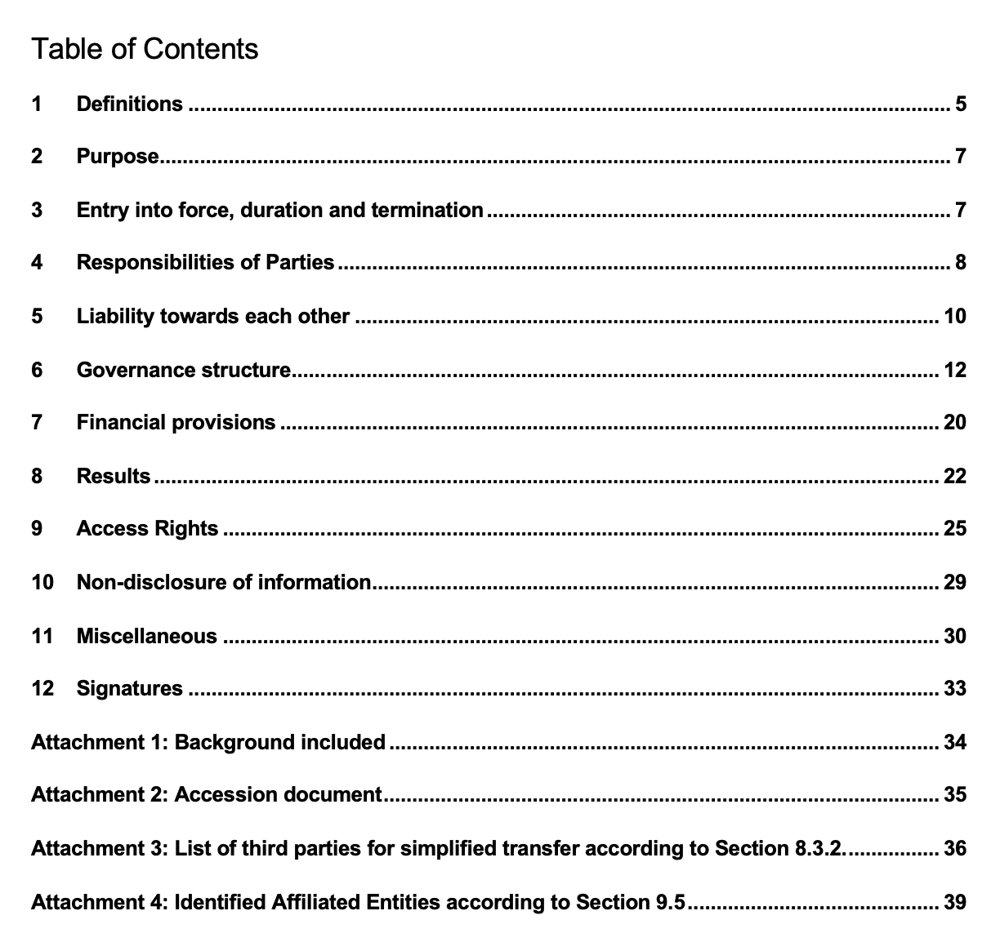 Table of Contents
1 Definitions ..... 5
2 Purpose..... 7
3 Entry into force, duration and termination ..... 7
4 Responsibilities of Parties ..... 8
5 Liability towards each other ..... 10
6 Governance structure..... 12
7 Financial provisions ..... 20
8 Results ..... 22
9 Access Rights ..... 25
10 Non-disclosure of information..... 29
11 Miscellaneous ..... 30
12 Signatures ..... 33
Attachment 1: Background included ..... 34
Attachment 2: Accession document..... 35
Attachment 3: List of third parties for simplified transfer according to Section 8.3.2. ..... 36
Attachment 4: Identified Affiliated Entities according to Section 9.5 ..... 39